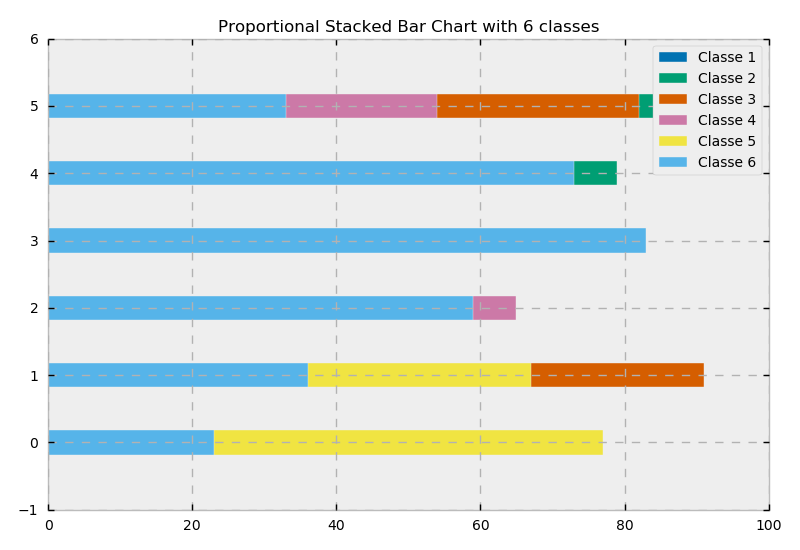 Proportional Stacked Bar Chart with 6 classes
6
5
4
3
2
1
0
−1
Classe 1
Classe 2
Classe 3
Classe 4
Classe 5
Classe 6
0 20 40 60 80 100